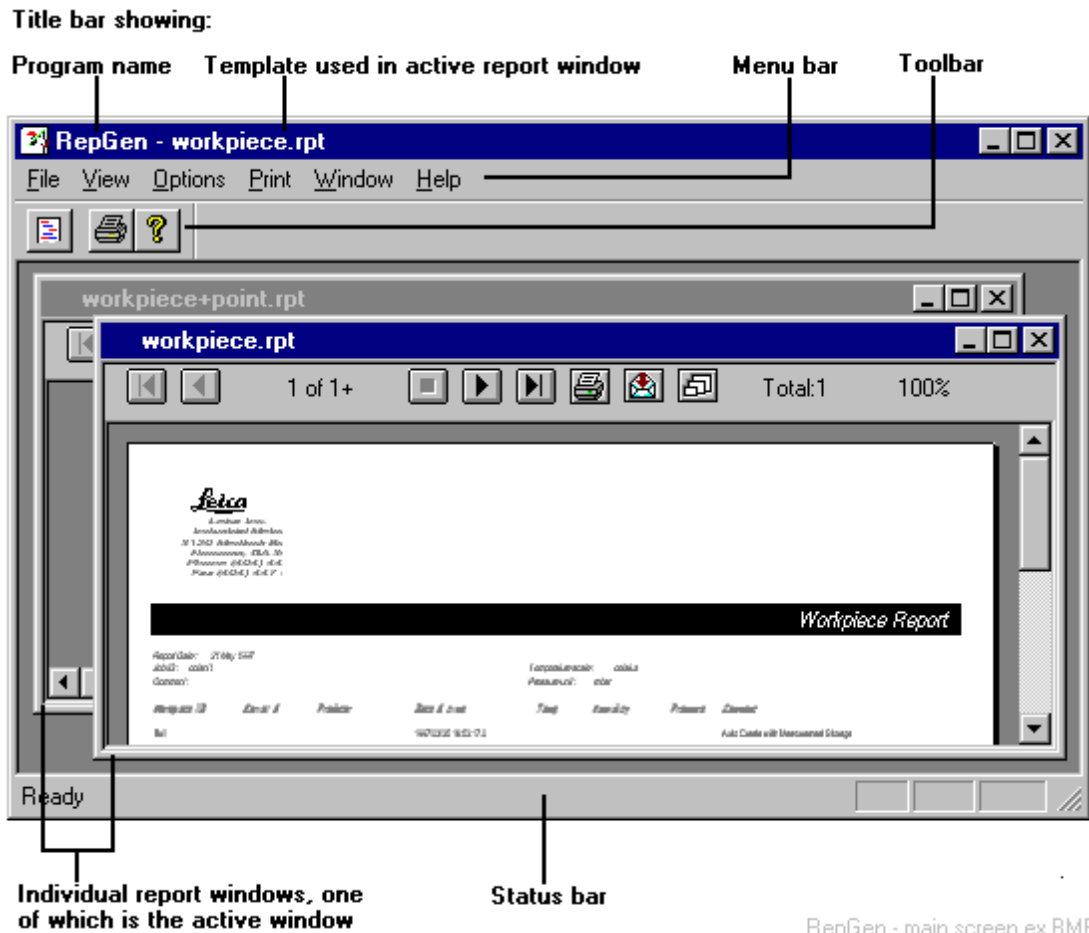 Title bar showing:
Program name Template used in active report window Menu bar Toolbar
RepGen - workpiece.rpt
File View Options Print Window Help
workpiece+point.rpt
workpiece.rpt
1 of 1+ Total:1 100%
Leica
Workpiece Report
Ready
Individual report windows, one
of which is the active window
Status bar
RepGen - main screen ex BMP